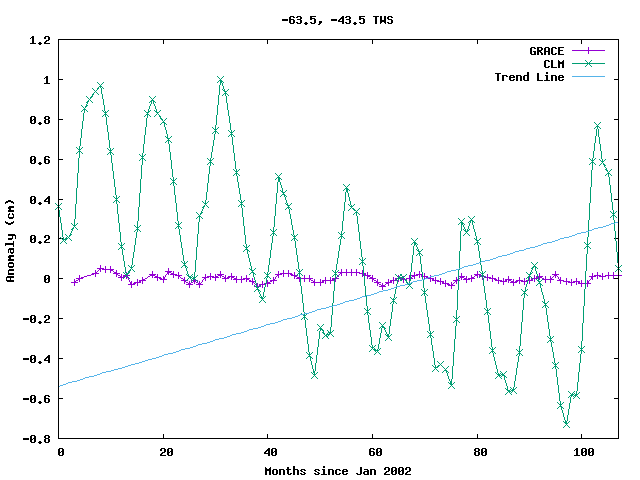 -63.5, -43.5 TWS
GRACE
CLM
Trend Line
1.2
1
0.8
0.6
0.4
0.2
0
-0.2
-0.4
-0.6
-0.8
Anomaly (cm)
0 20 40 60 80 100
Months since Jan 2002